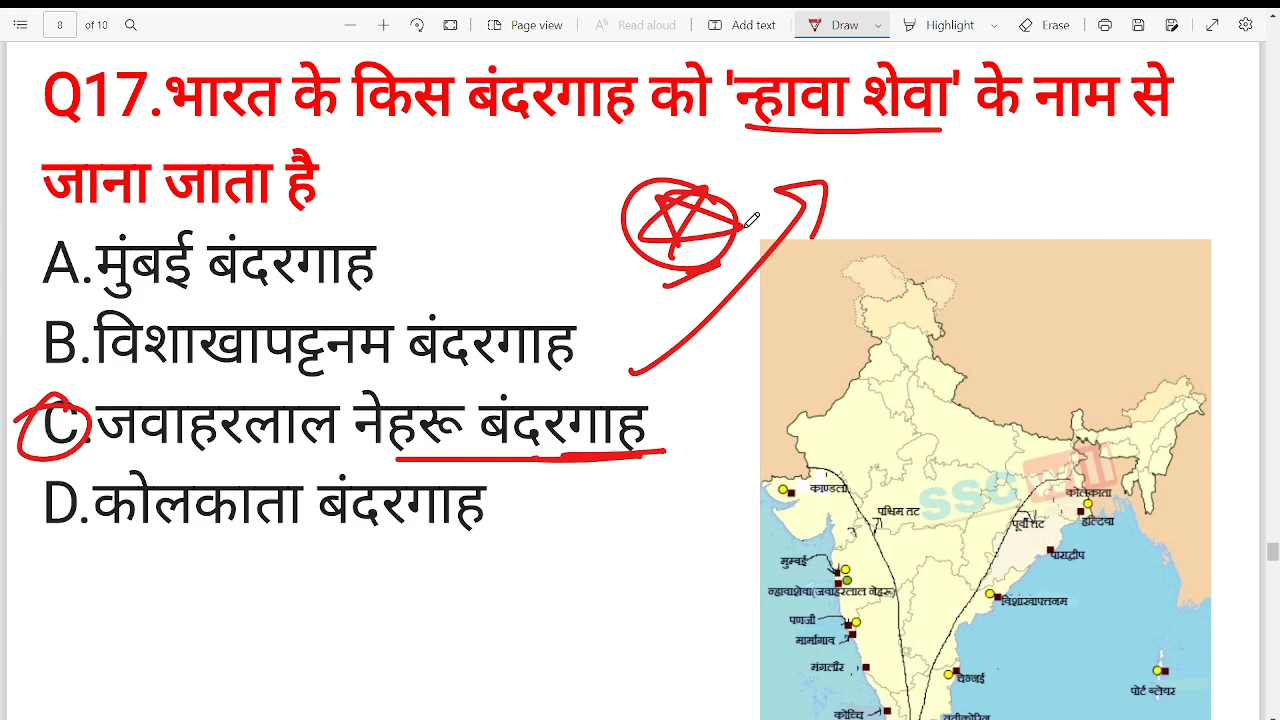 8 of 10 Page view Read aloud Add text Draw Highlight Erase
Q17.भारत के किस बंदरगाह को 'न्हावा शेवा' के नाम से
जाना जाता है
A.मुंबई बंदरगाह
B.विशाखापट्टनम बंदरगाह
C.जवाहरलाल नेहरू बंदरगाह
D.कोलकाता बंदरगाह
ssc
काण्डला
कोलकाता
पश्चिम तट
पूर्वी तट
हल्दिया
पाराद्वीप
मुम्बई
न्हावाशेवा(जवाहरलाल नेहरू)
विशाखापत्तनम
पणजी
मार्मागाव
मंगलौर
चेन्नई
पोर्ट ब्लेयर
कोच्चि